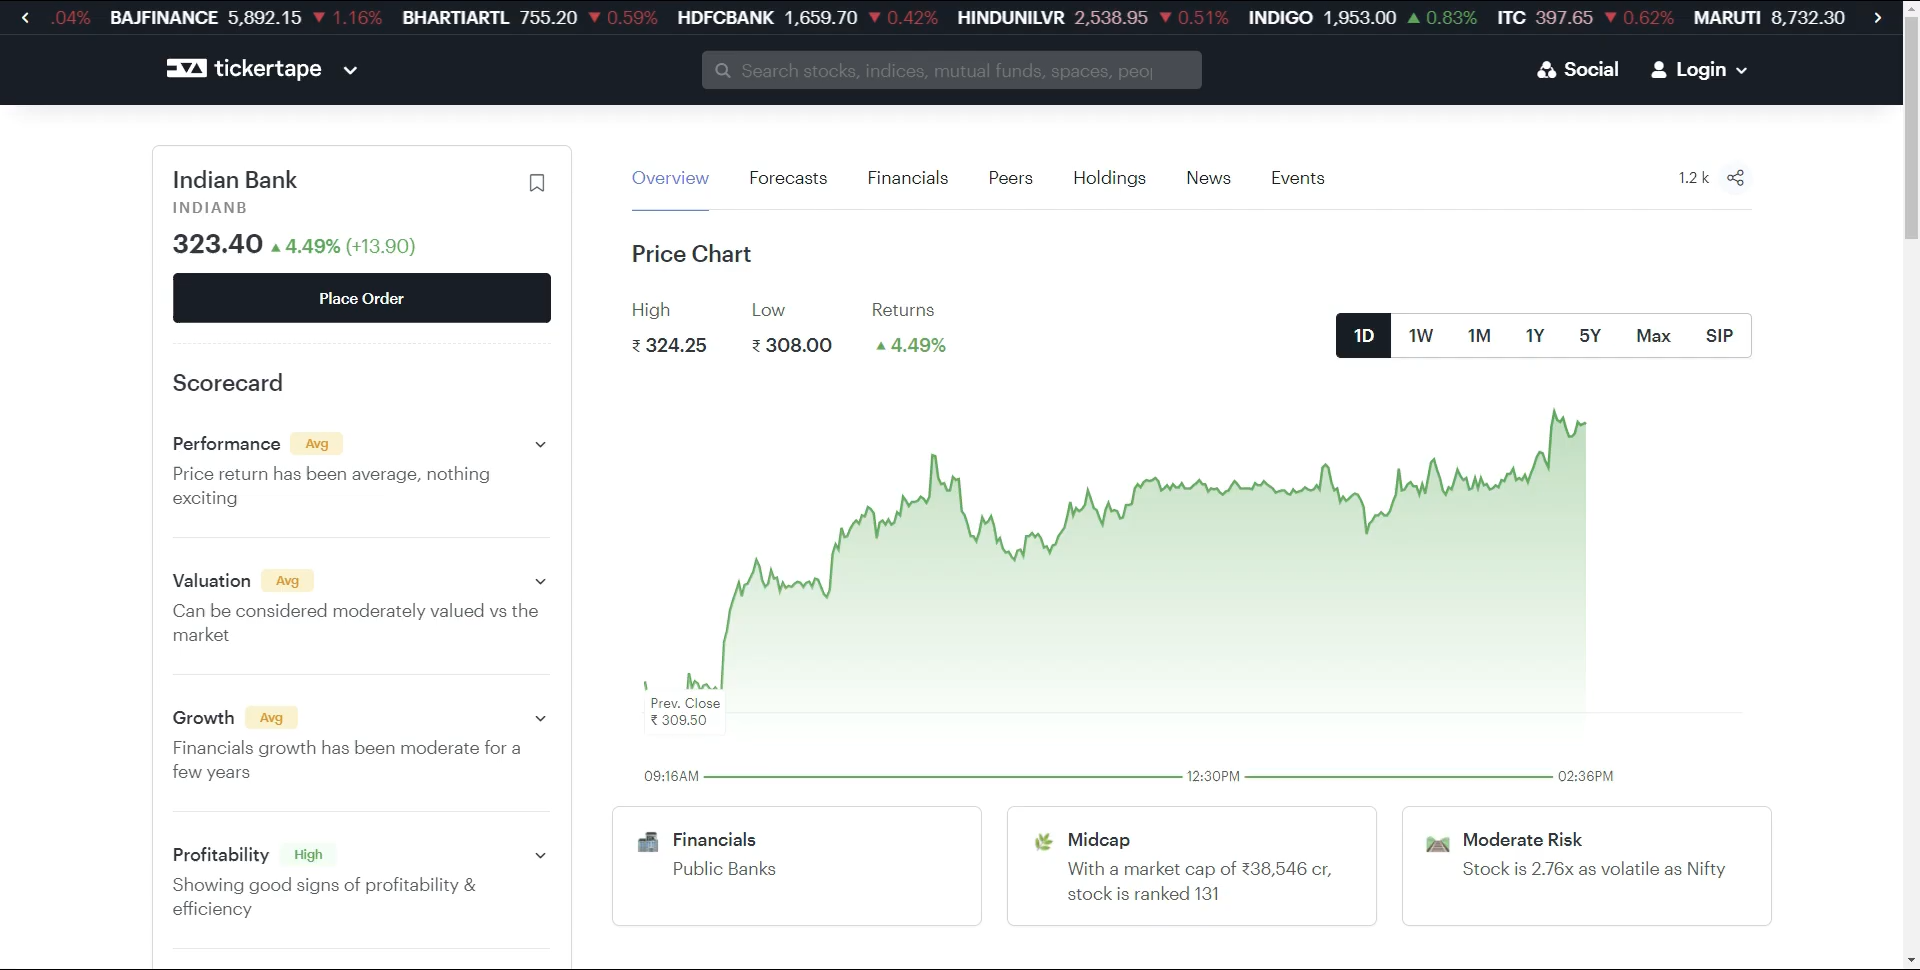 .04% BAJFINANCE 5,892.15 ▼ 1.16% BHARTIARTL 755.20 ▼ 0.59% HDFCBANK 1,659.70 ▼ 0.42% HINDUNILVR 2,538.95 ▼ 0.51% INDIGO 1,953.00 ▲ 0.83% ITC 397.65 ▼ 0.62% MARUTI 8,732.30
tickertape
Search stocks, indices, mutual funds, spaces, peo
Social Login
Indian Bank
INDIANB
323.40 ▲ 4.49% (+13.90)
Place Order
Scorecard
Performance Avg
Price return has been average, nothing
exciting
Valuation Avg
Can be considered moderately valued vs the
market
Growth Avg
Financials growth has been moderate for a
few years
Profitability High
Showing good signs of profitability &
efficiency
Overview Forecasts Financials Peers Holdings News Events 1.2 k
Price Chart
High Low Returns
₹ 324.25 ₹ 308.00 ▲ 4.49%
1D 1W 1M 1Y 5Y Max SIP
Prev. Close
₹ 309.50
09:16AM 12:30PM 02:36PM
Financials
Public Banks
Midcap
With a market cap of ₹38,546 cr,
stock is ranked 131
Moderate Risk
Stock is 2.76x as volatile as Nifty